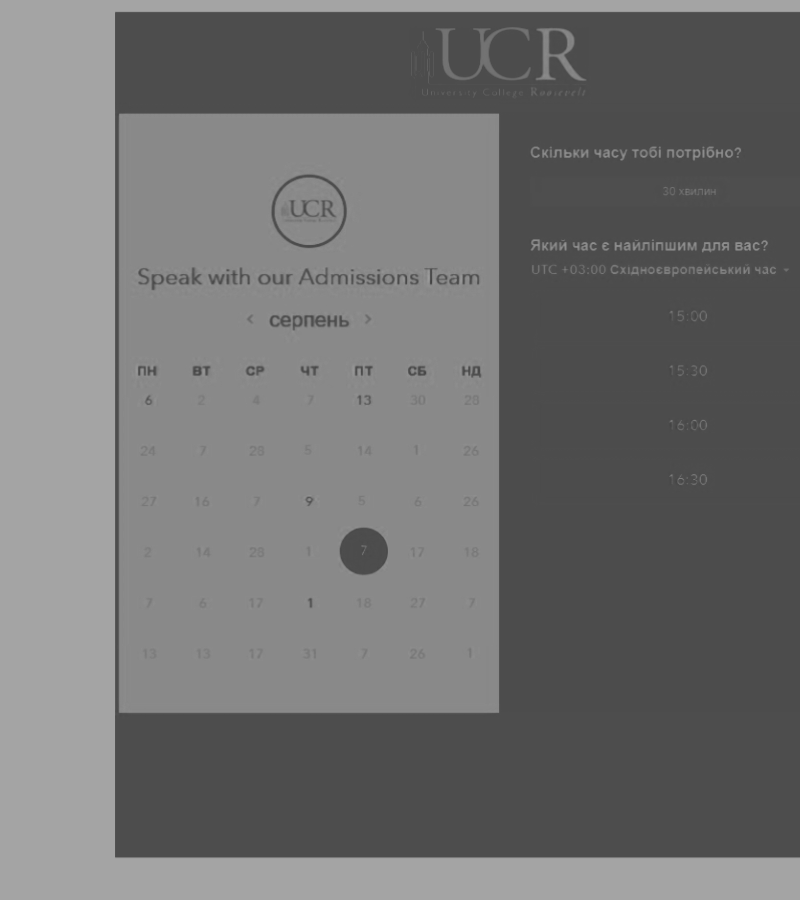 UCR
University College Roosevelt
UCR
Speak with our Admissions Team
< серпень >
ПН ВТ СР ЧТ ПТ СБ НД
6 2 4 7 13 30 28
24 7 28 5 14 1 26
27 16 7 9 5 6 26
2 14 28 1 7 17 18
7 6 17 1 18 27 7
13 13 17 31 7 26 1
Скільки часу тобі потрібно?
30 хвилин
Який час є найліпшим для вас?
UTC +03:00 Східноєвропейський час
15:00
15:30
16:00
16:30